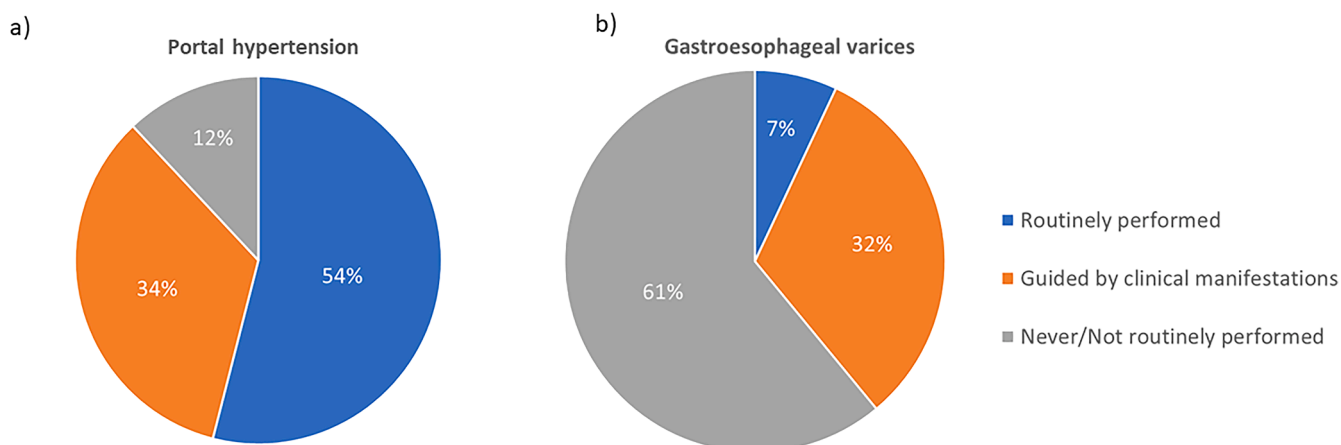 a)
Portal hypertension
12%
34%
54%
b)
Gastroesophageal varices
7%
32%
61%
Routinely performed
Guided by clinical manifestations
Never/Not routinely performed